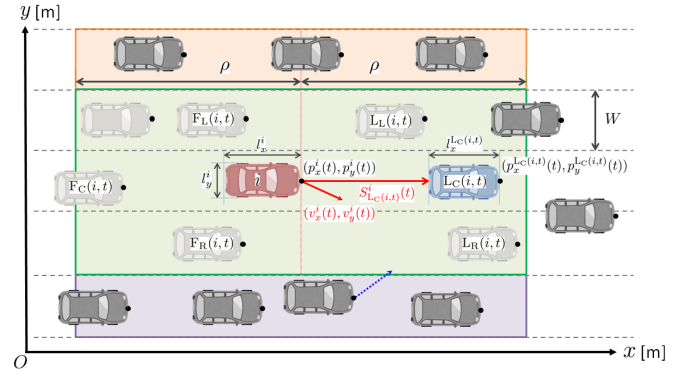 y [m]
ρ ρ
F_L(i, t) L_L(i, t) W
l_x^i l_x^{L_C(i,t)}
(p_x^i(t), p_y^i(t)) (p_x^{L_C(i,t)}(t), p_y^{L_C(i,t)}(t))
F_C(i, t) l_y^i i L_C(i, t)
S_{L_C(i,t)}^i(t)
(v_x^i(t), v_y^i(t))
F_R(i, t) L_R(i, t)
O x [m]